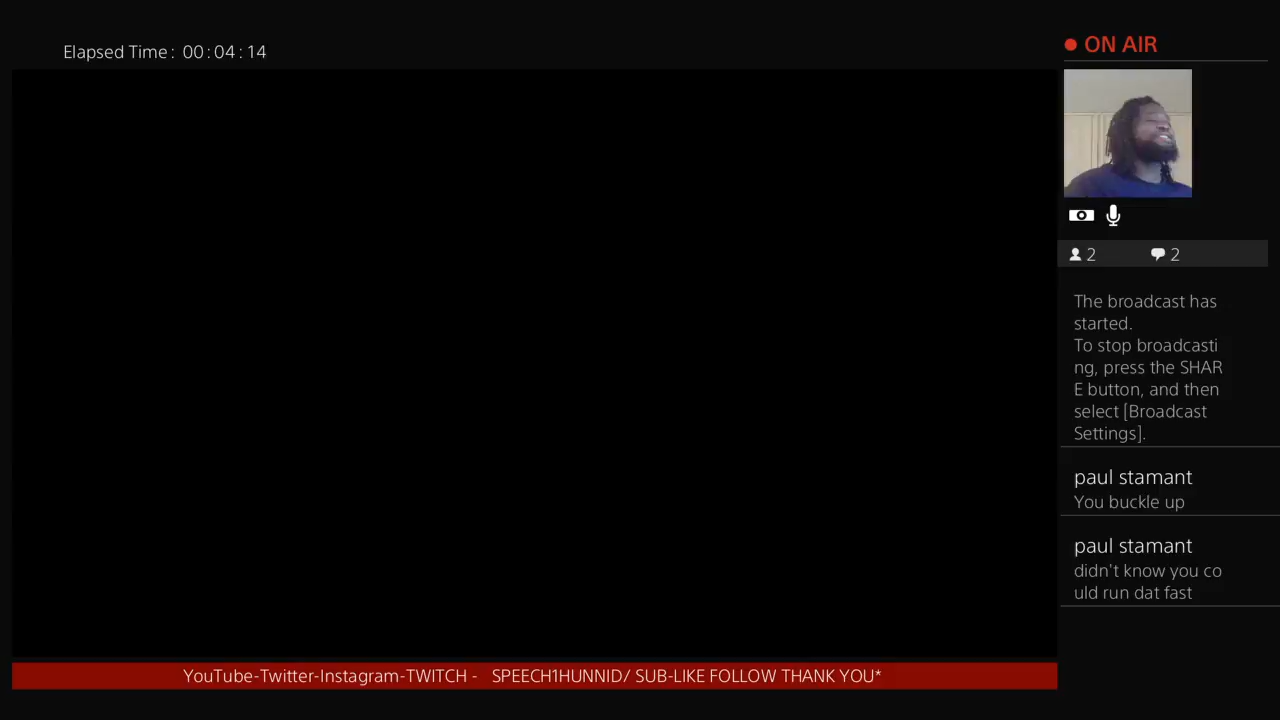 Elapsed Time: 00:04:14
ON AIR
2 2
The broadcast has
started.
To stop broadcasti
ng, press the SHAR
E button, and then
select [Broadcast
Settings].
paul stamant
You buckle up
paul stamant
didn't know you co
uld run dat fast
YouTube-Twitter-Instagram-TWITCH - SPEECH1HUNNID/ SUB-LIKE FOLLOW THANK YOU*